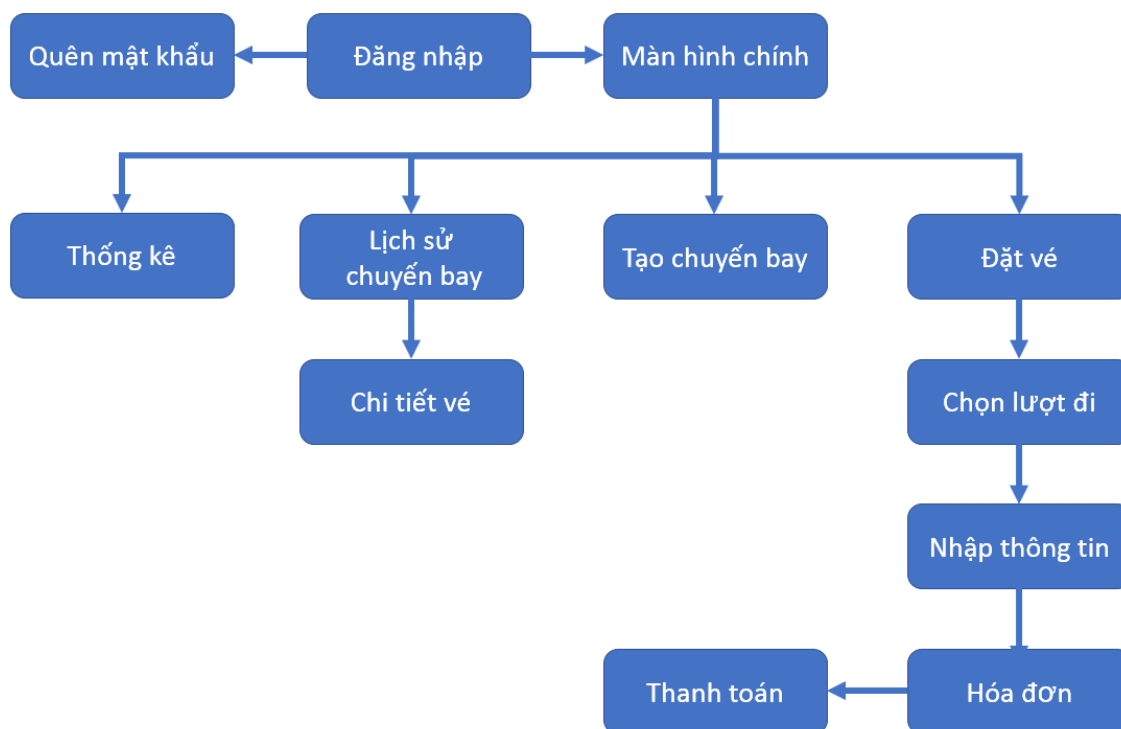 Quên mật khẩu
Đăng nhập
Màn hình chính
Thống kê
Lịch sử
chuyến bay
Tạo chuyến bay
Đặt vé
Chi tiết vé
Chọn lượt đi
Nhập thông tin
Thanh toán
Hóa đơn